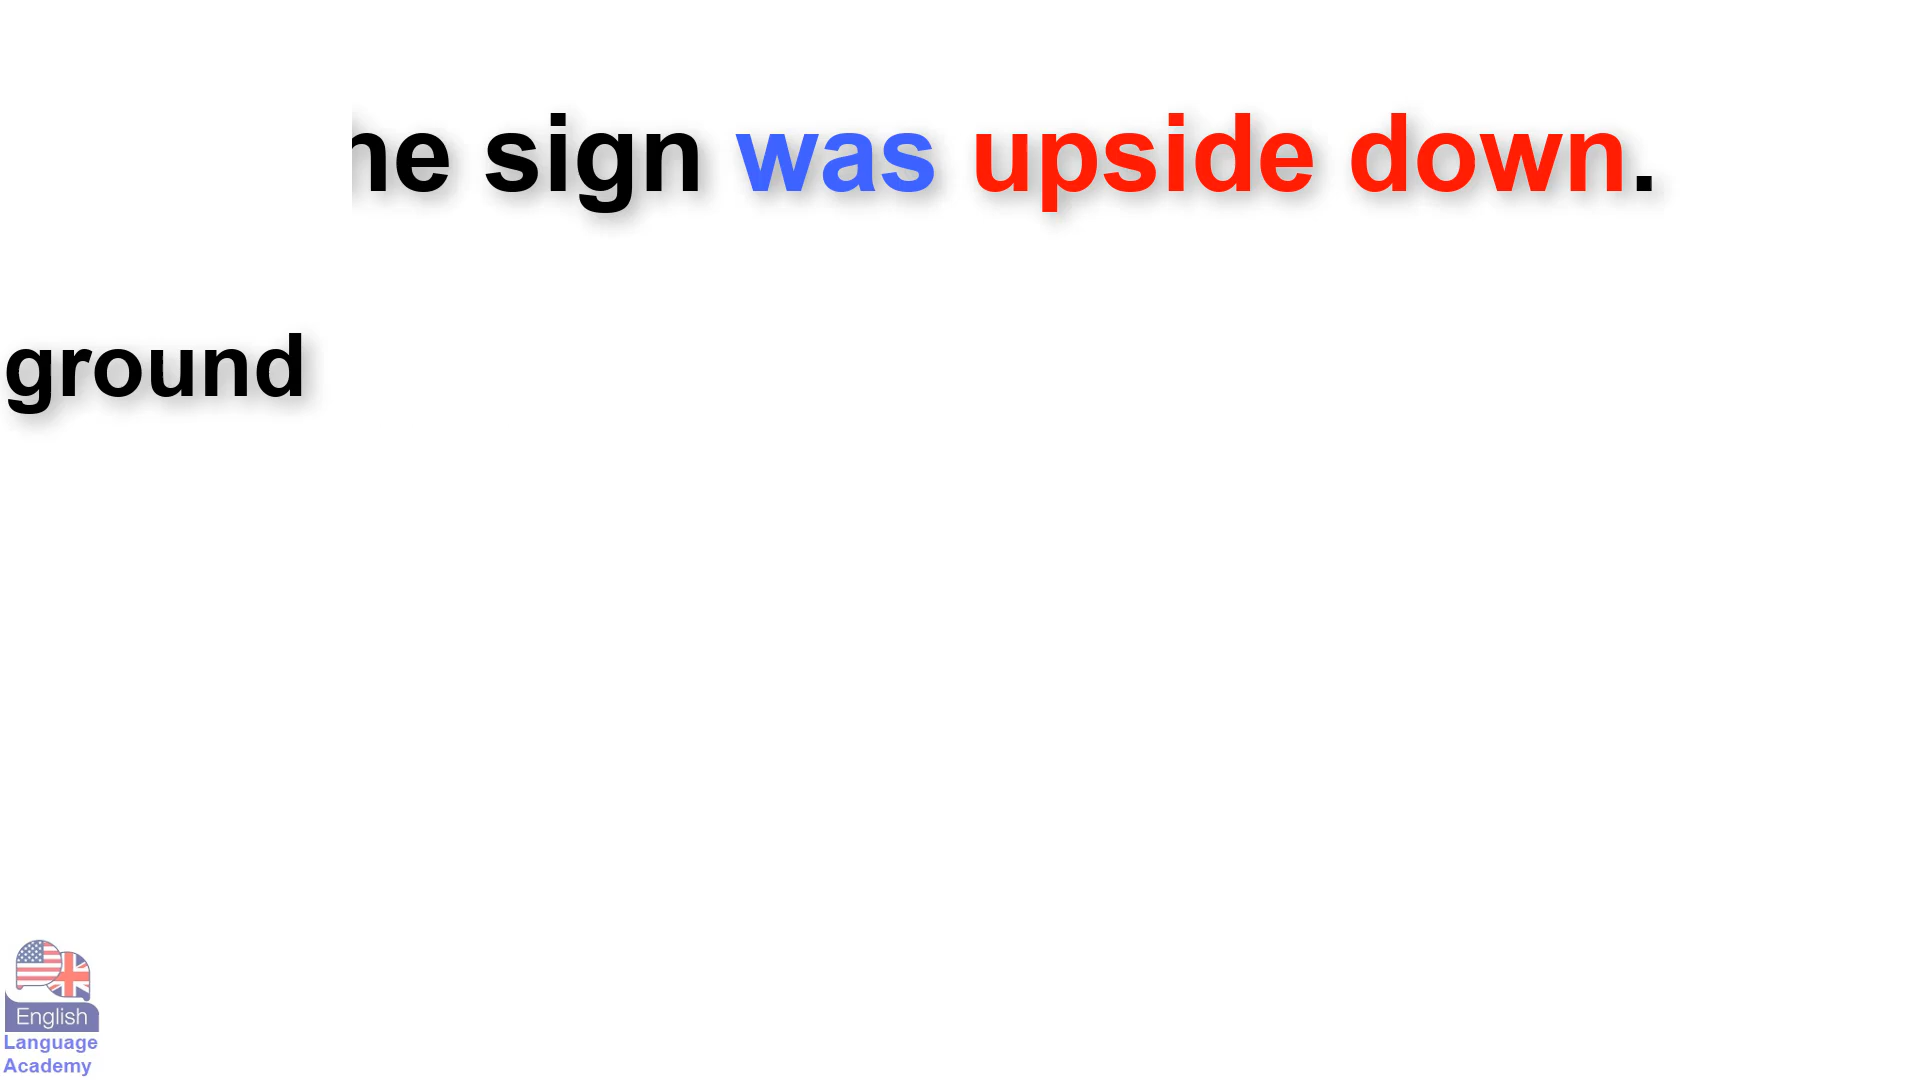 he sign was upside down.
ground
English
Language
Academy